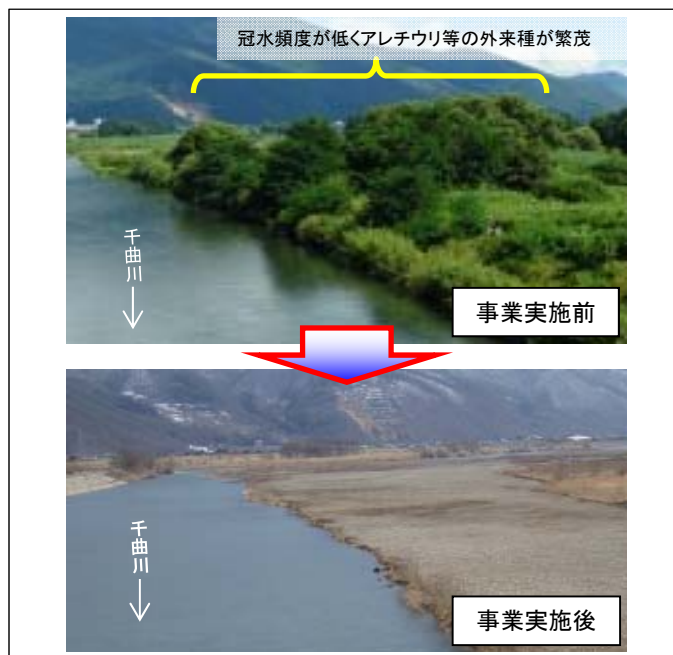 冠水頻度が低くアレチウリ等の外来種が繁茂
千曲川
事業実施前
千曲川
事業実施後